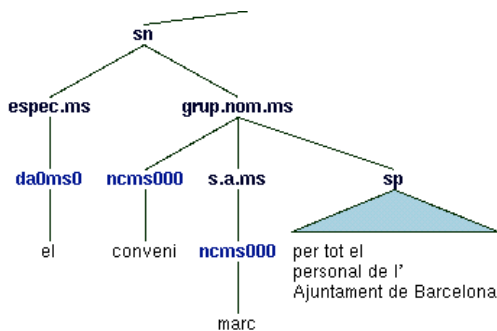 sn
espec.ms grup.nom.ms
da0ms0 ncms000 s.a.ms sp
el conveni ncms000 per tot el
personal de l'
Ajuntament de Barcelona
marc